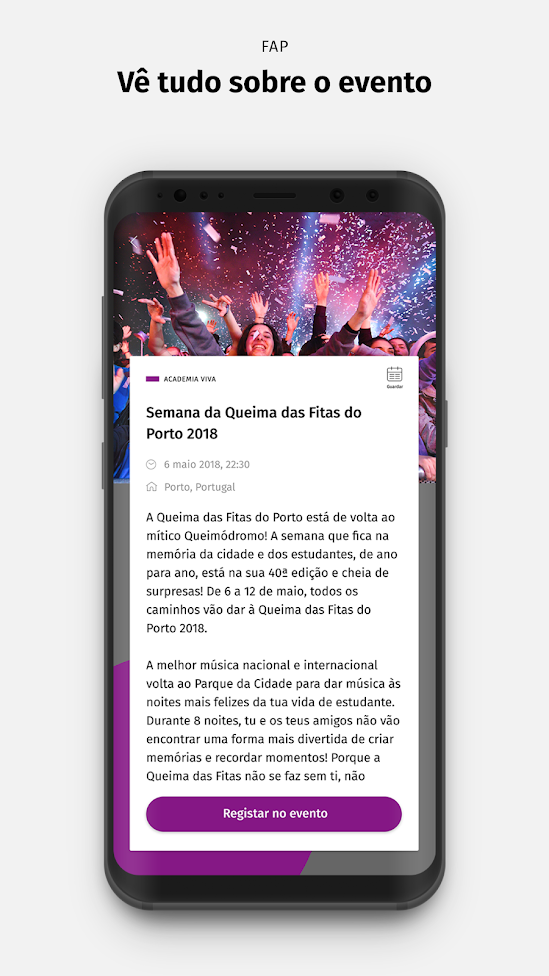 FAP
Vê tudo sobre o evento
ACADEMIA VIVA
Guardar
Semana da Queima das Fitas do
Porto 2018
6 maio 2018, 22:30
Porto, Portugal
A Queima das Fitas do Porto está de volta ao
mítico Queimódromo! A semana que fica na
memória da cidade e dos estudantes, de ano
para ano, está na sua 40ª edição e cheia de
surpresas! De 6 a 12 de maio, todos os
caminhos vão dar à Queima das Fitas do
Porto 2018.
A melhor música nacional e internacional
volta ao Parque da Cidade para dar música às
noites mais felizes da tua vida de estudante.
Durante 8 noites, tu e os teus amigos não vão
encontrar uma forma mais divertida de criar
memórias e recordar momentos! Porque a
Queima das Fitas não se faz sem ti, não
Registar no evento